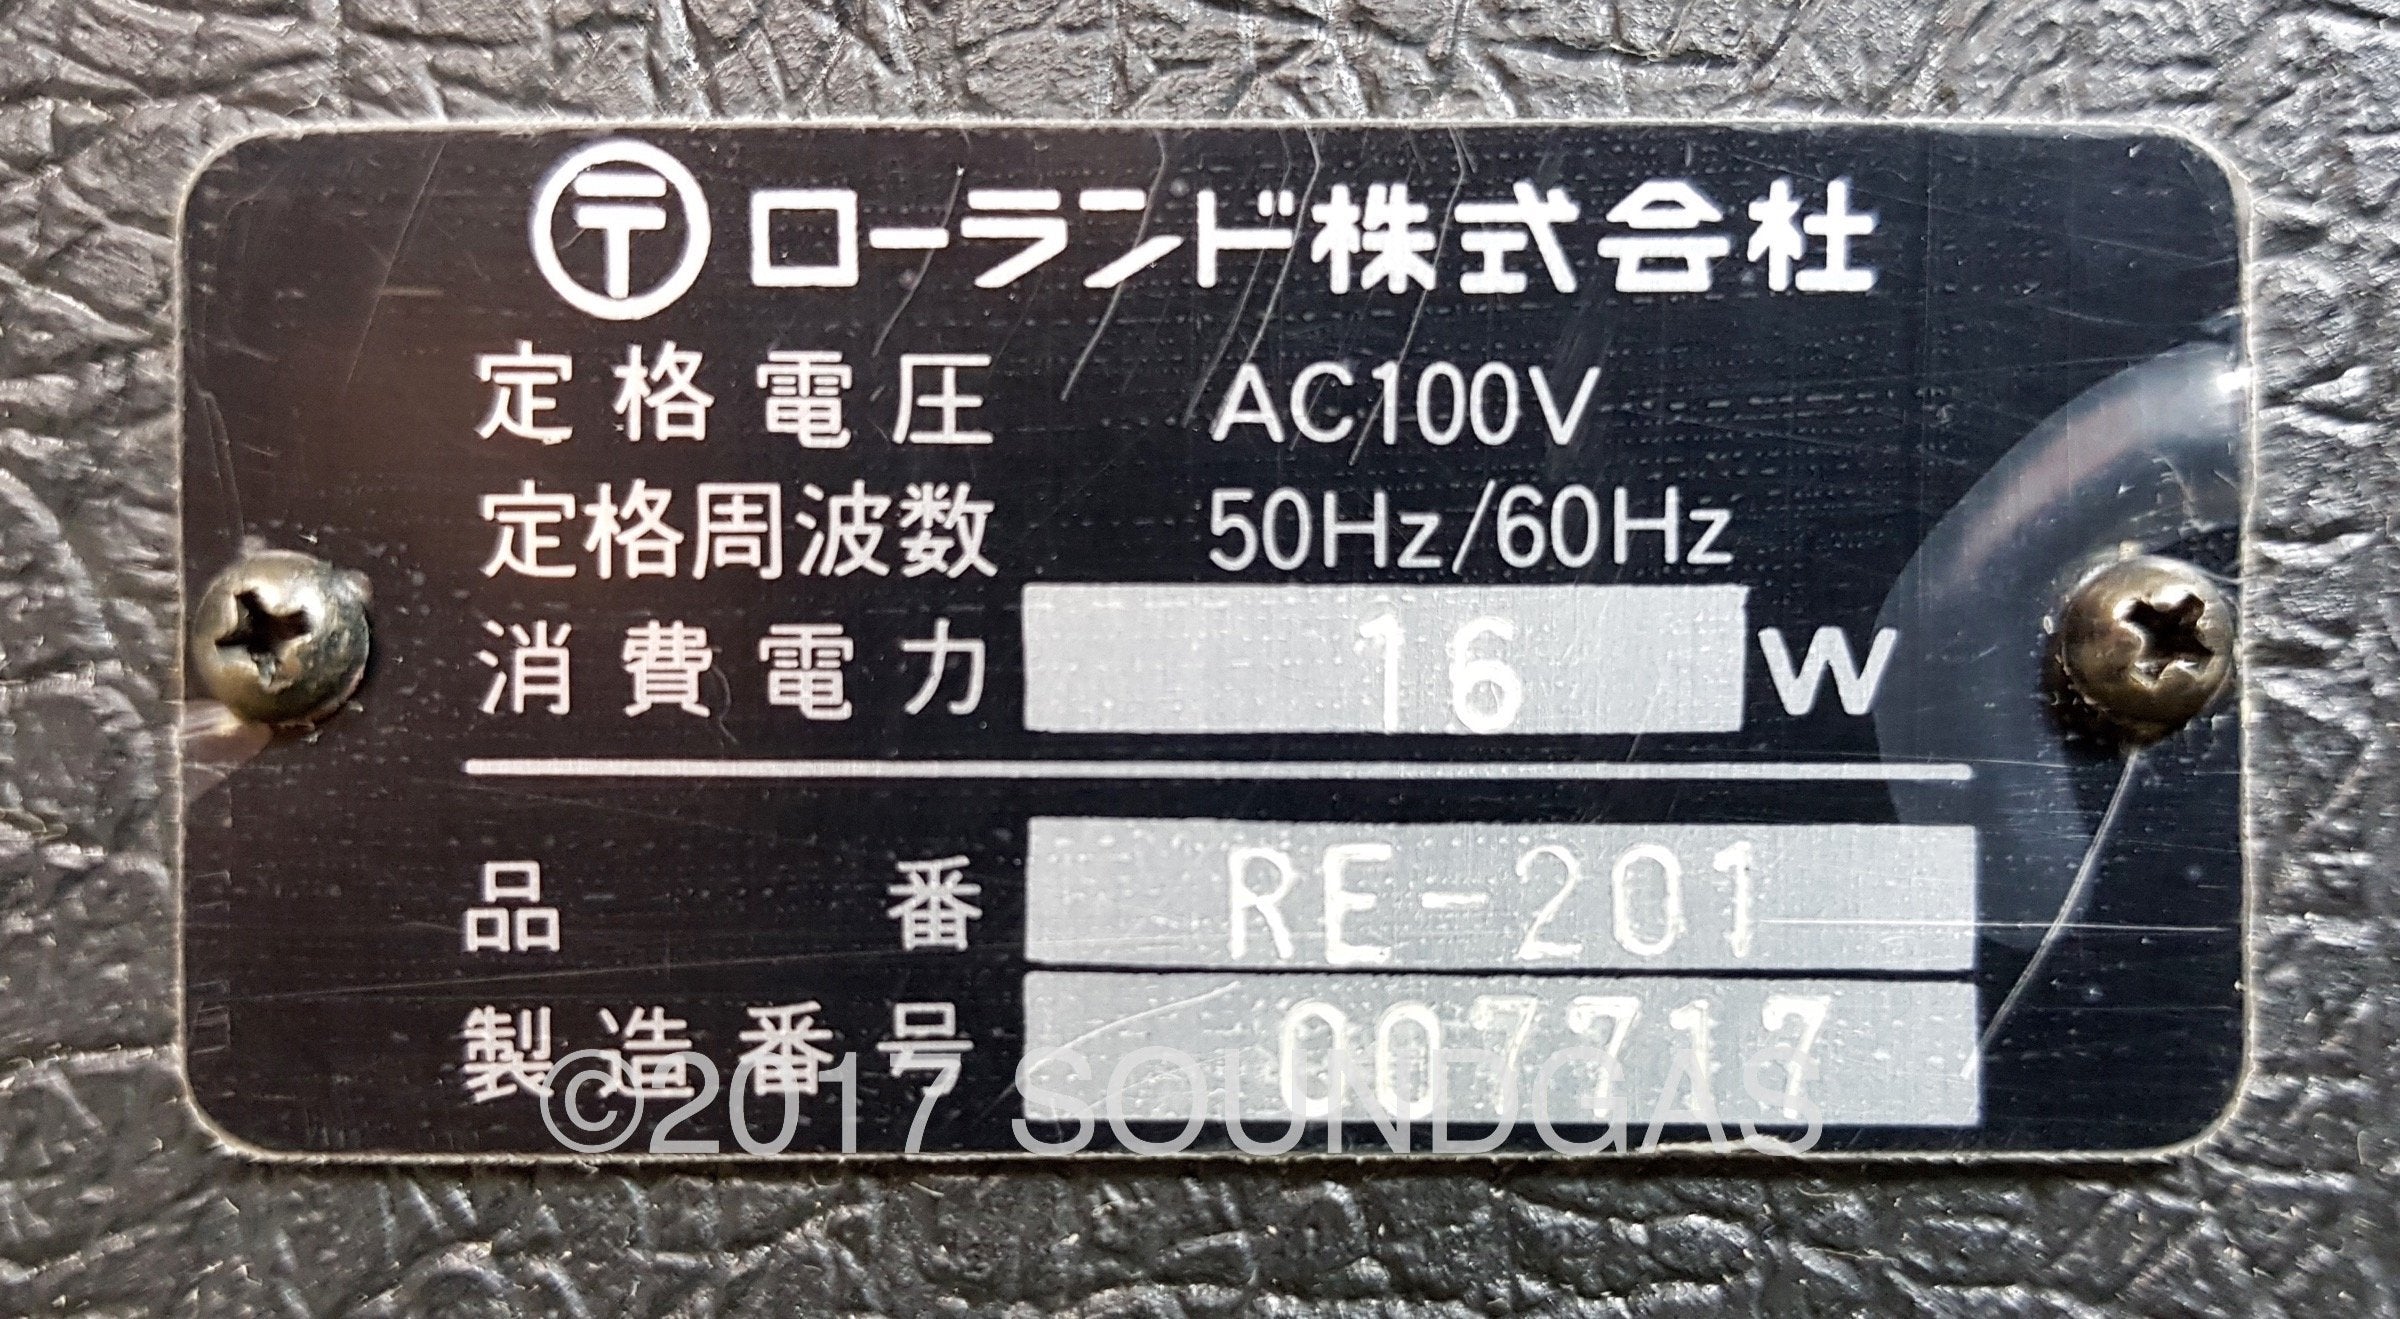 〒 ローランド株式会社
定格電圧 AC100V
定格周波数 50Hz/60Hz
消費電力 16 W
品番 RE-201
製造番号 007717
©2017 SOUNDGAS